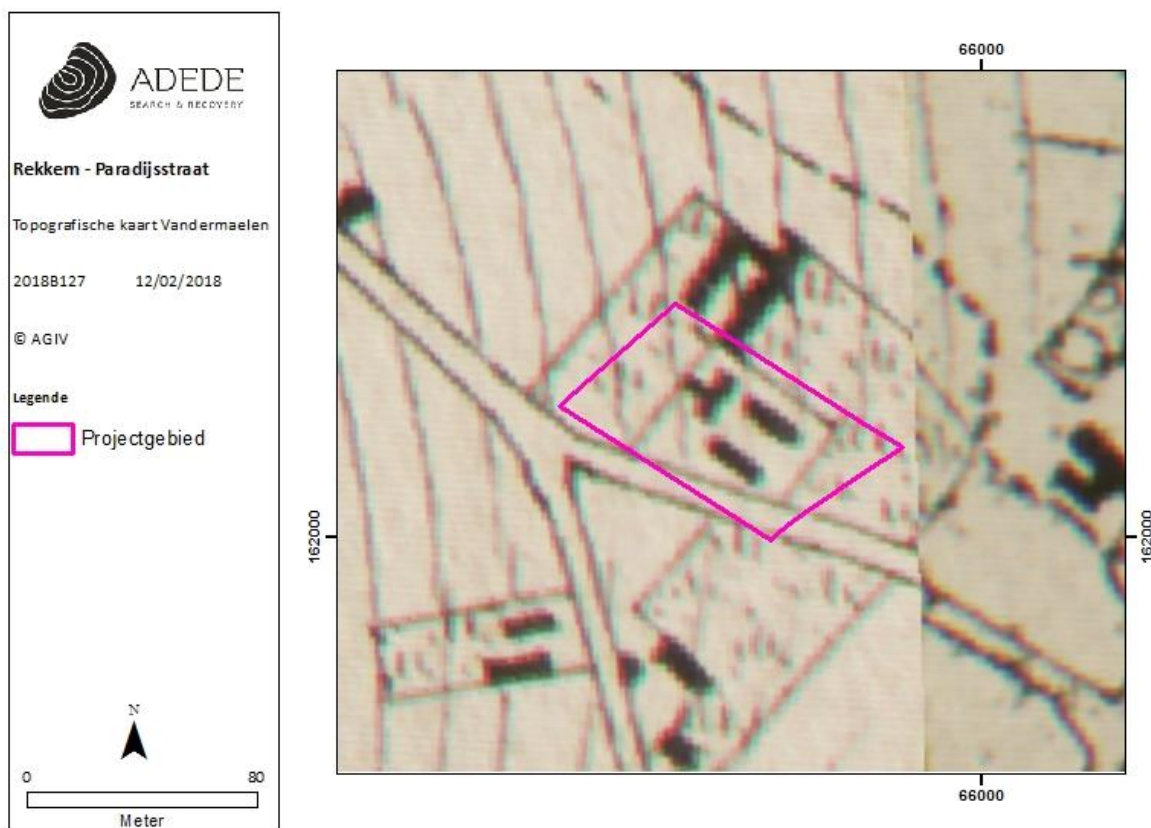 ADEDE
SEARCH & RECOVERY
Rekkem - Paradijsstraat
Topografische kaart Vandermaelen
2018B127 12/02/2018
© AGIV
Legende
Projectgebied
N
0 80
Meter
66000
162000 162000
66000